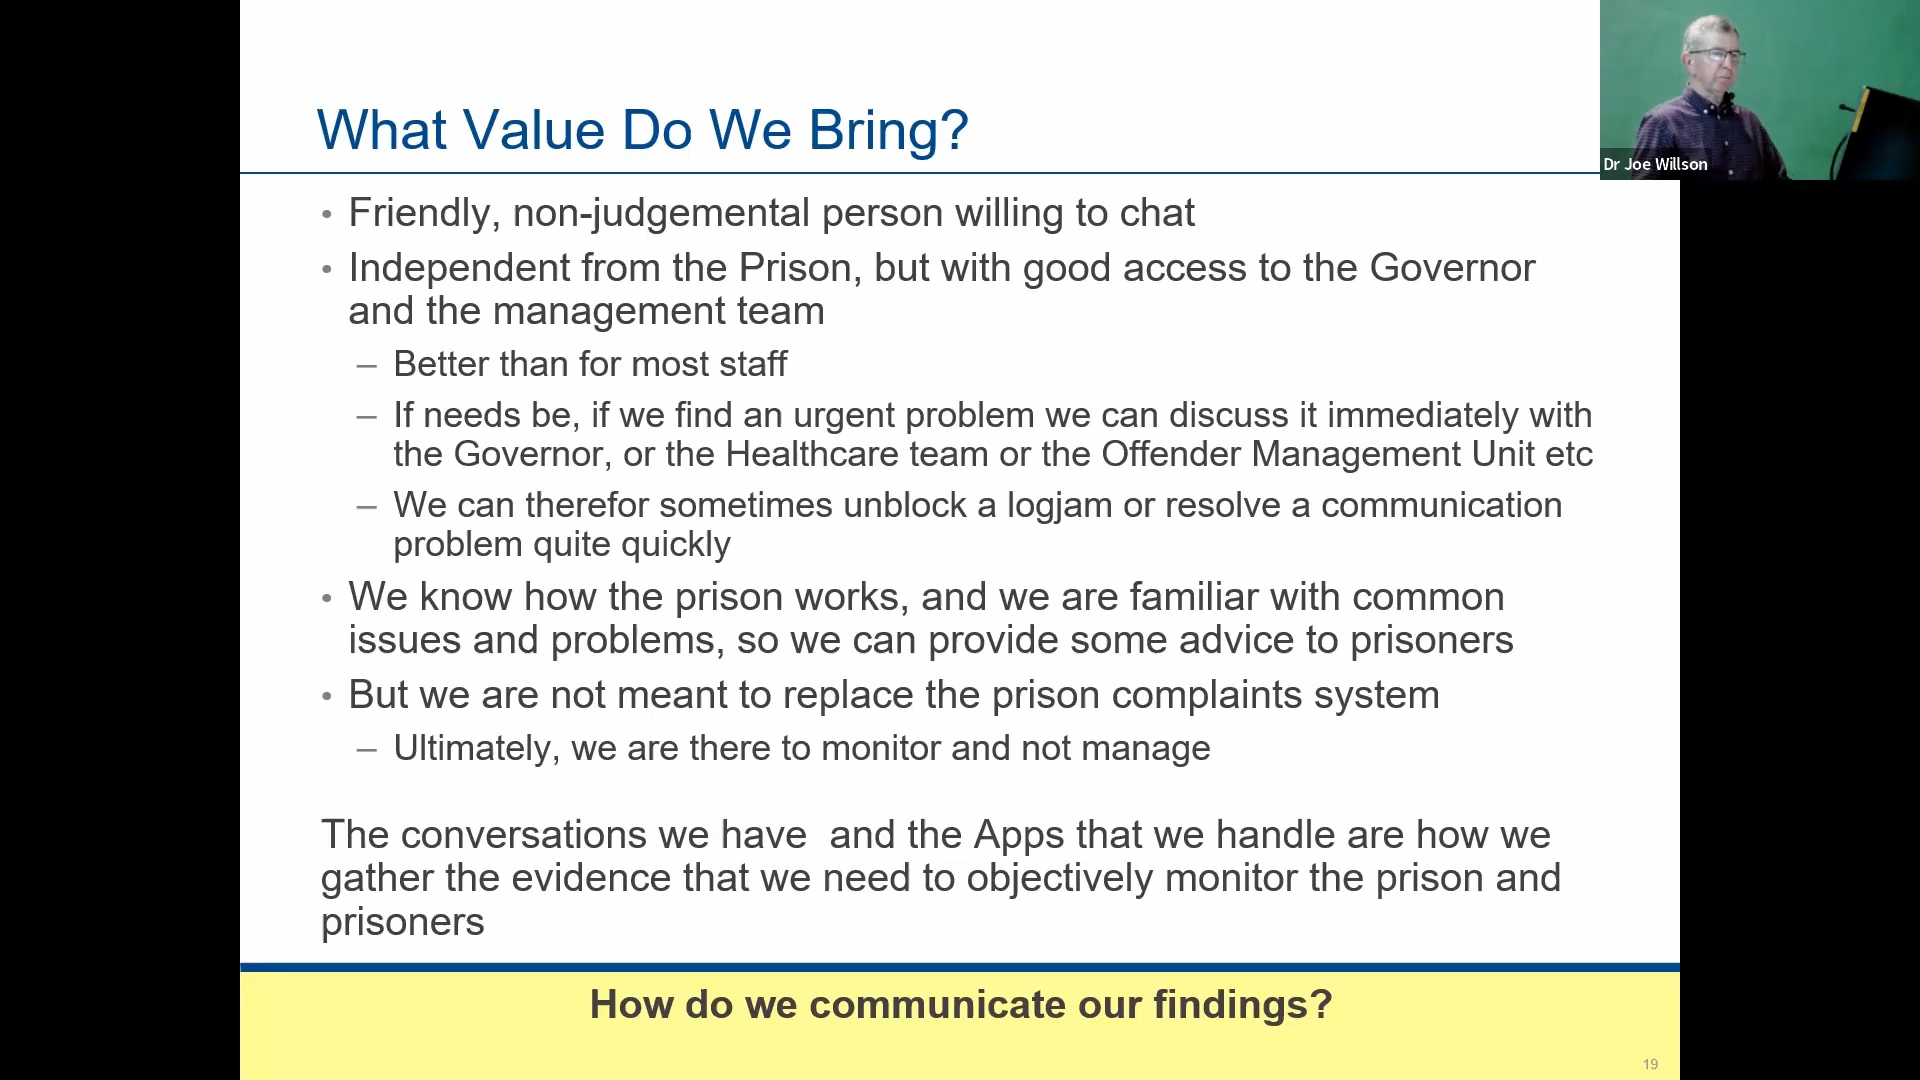 What Value Do We Bring?
Dr Joe Willson
• Friendly, non-judgemental person willing to chat
• Independent from the Prison, but with good access to the Governor
and the management team
– Better than for most staff
– If needs be, if we find an urgent problem we can discuss it immediately with
the Governor, or the Healthcare team or the Offender Management Unit etc
– We can therefor sometimes unblock a logjam or resolve a communication
problem quite quickly
• We know how the prison works, and we are familiar with common
issues and problems, so we can provide some advice to prisoners
• But we are not meant to replace the prison complaints system
– Ultimately, we are there to monitor and not manage
The conversations we have  and the Apps that we handle are how we
gather the evidence that we need to objectively monitor the prison and
prisoners
How do we communicate our findings?
19